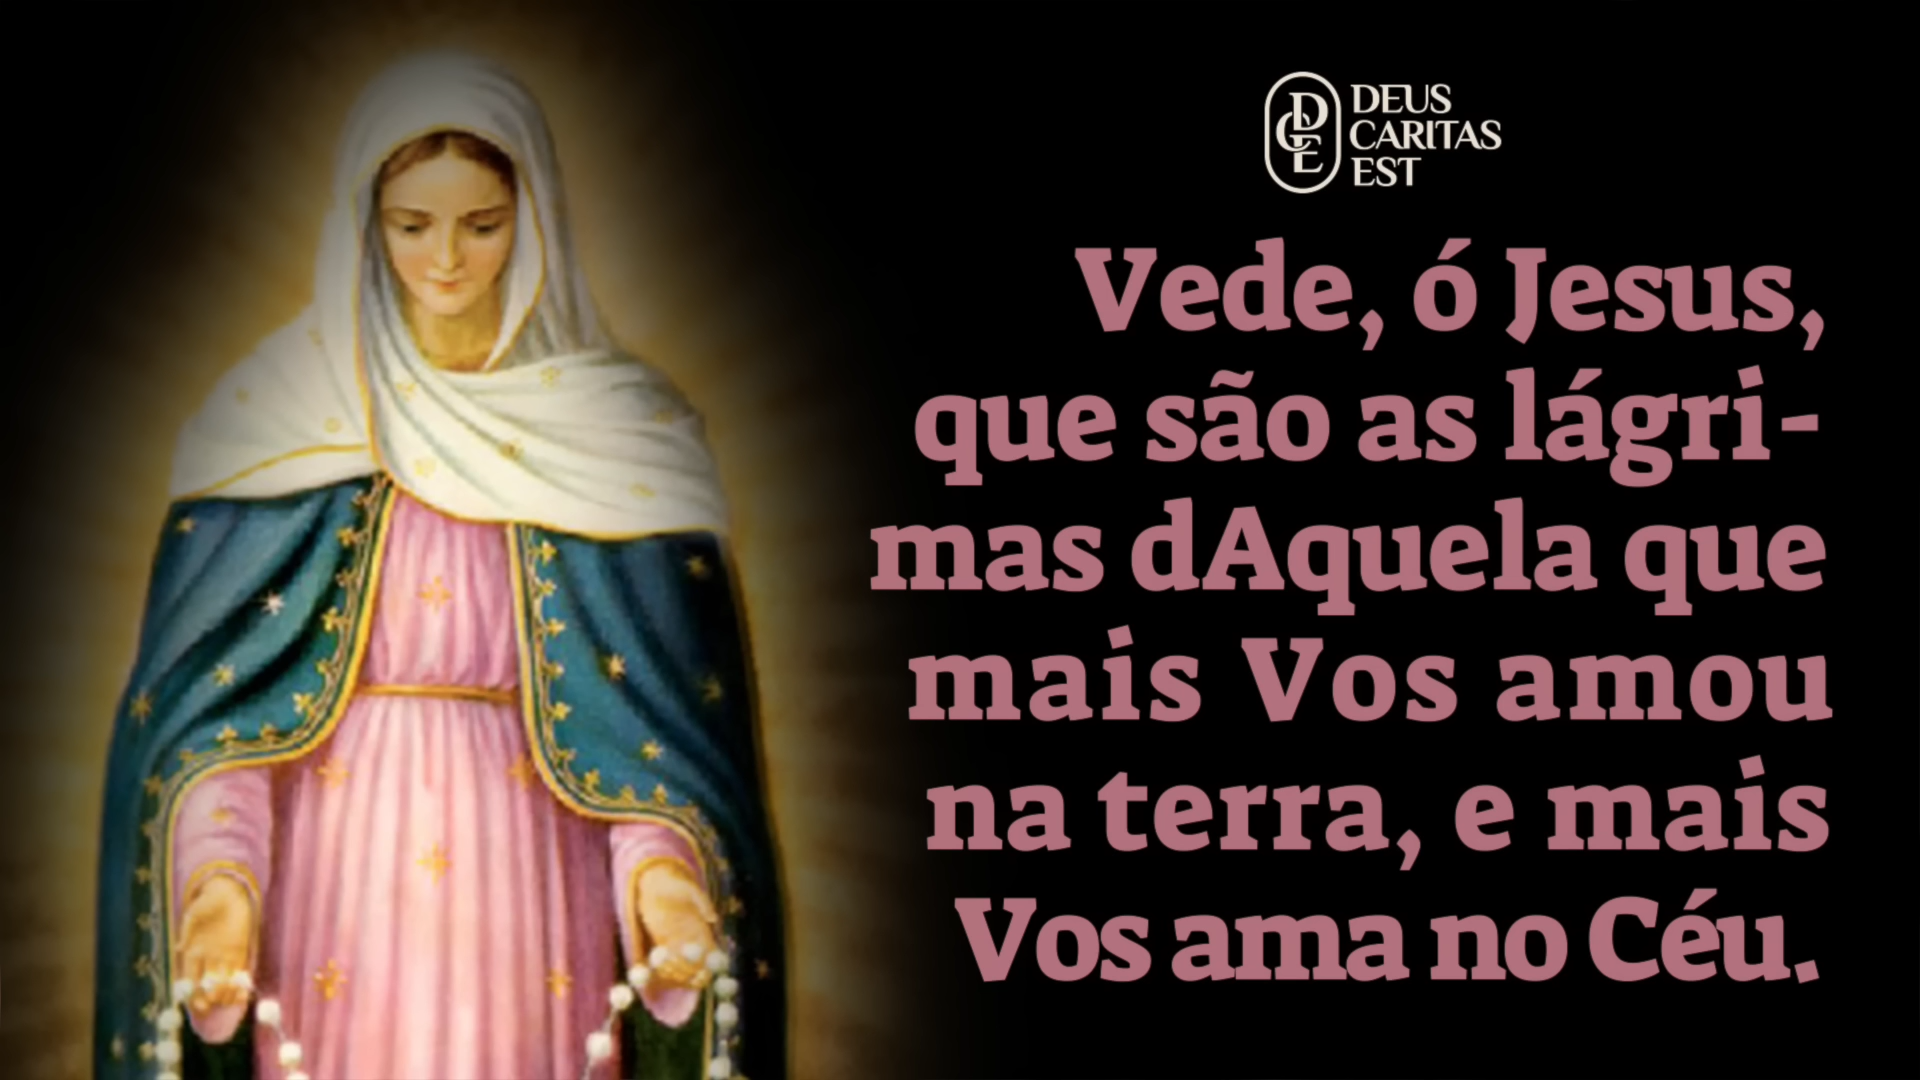 DCE
DEUS
CARITAS
EST
Vede, ó Jesus,
que são as lágri-
mas dAquela que
mais Vos amou
na terra, e mais
Vos ama no Céu.